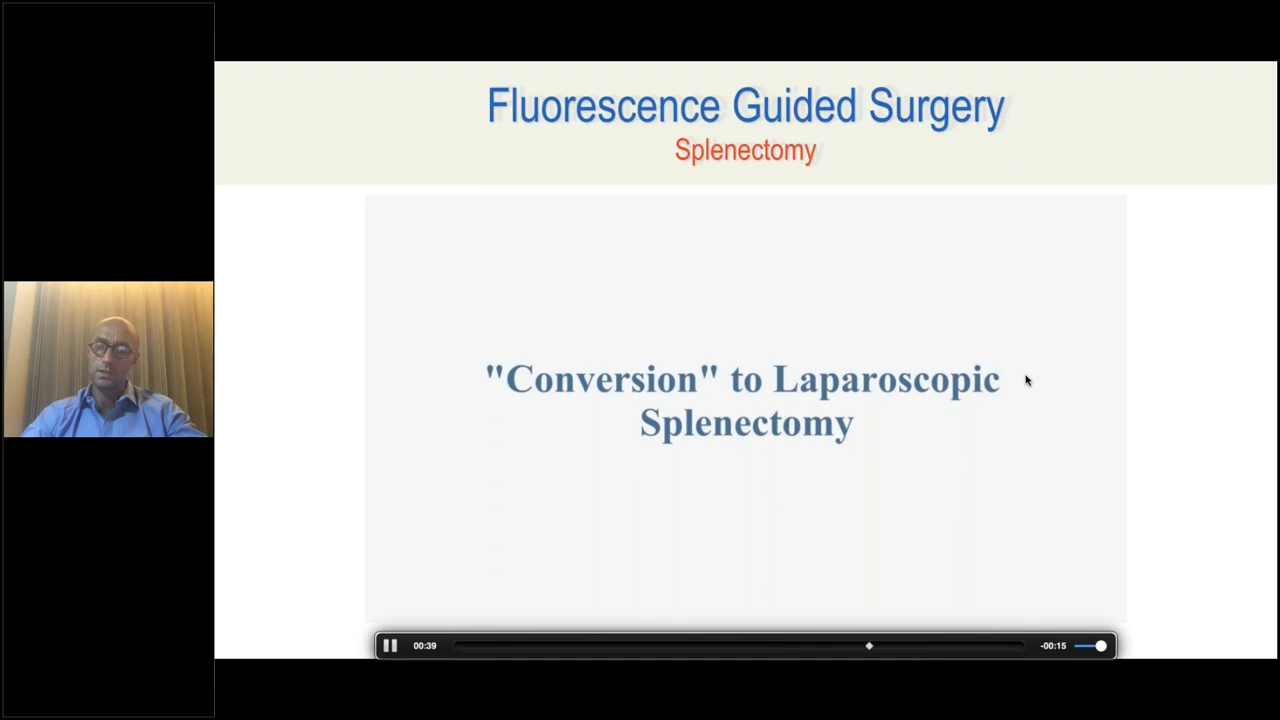 Fluorescence Guided Surgery
Splenectomy
"Conversion" to Laparoscopic
Splenectomy
00:39
-00:15